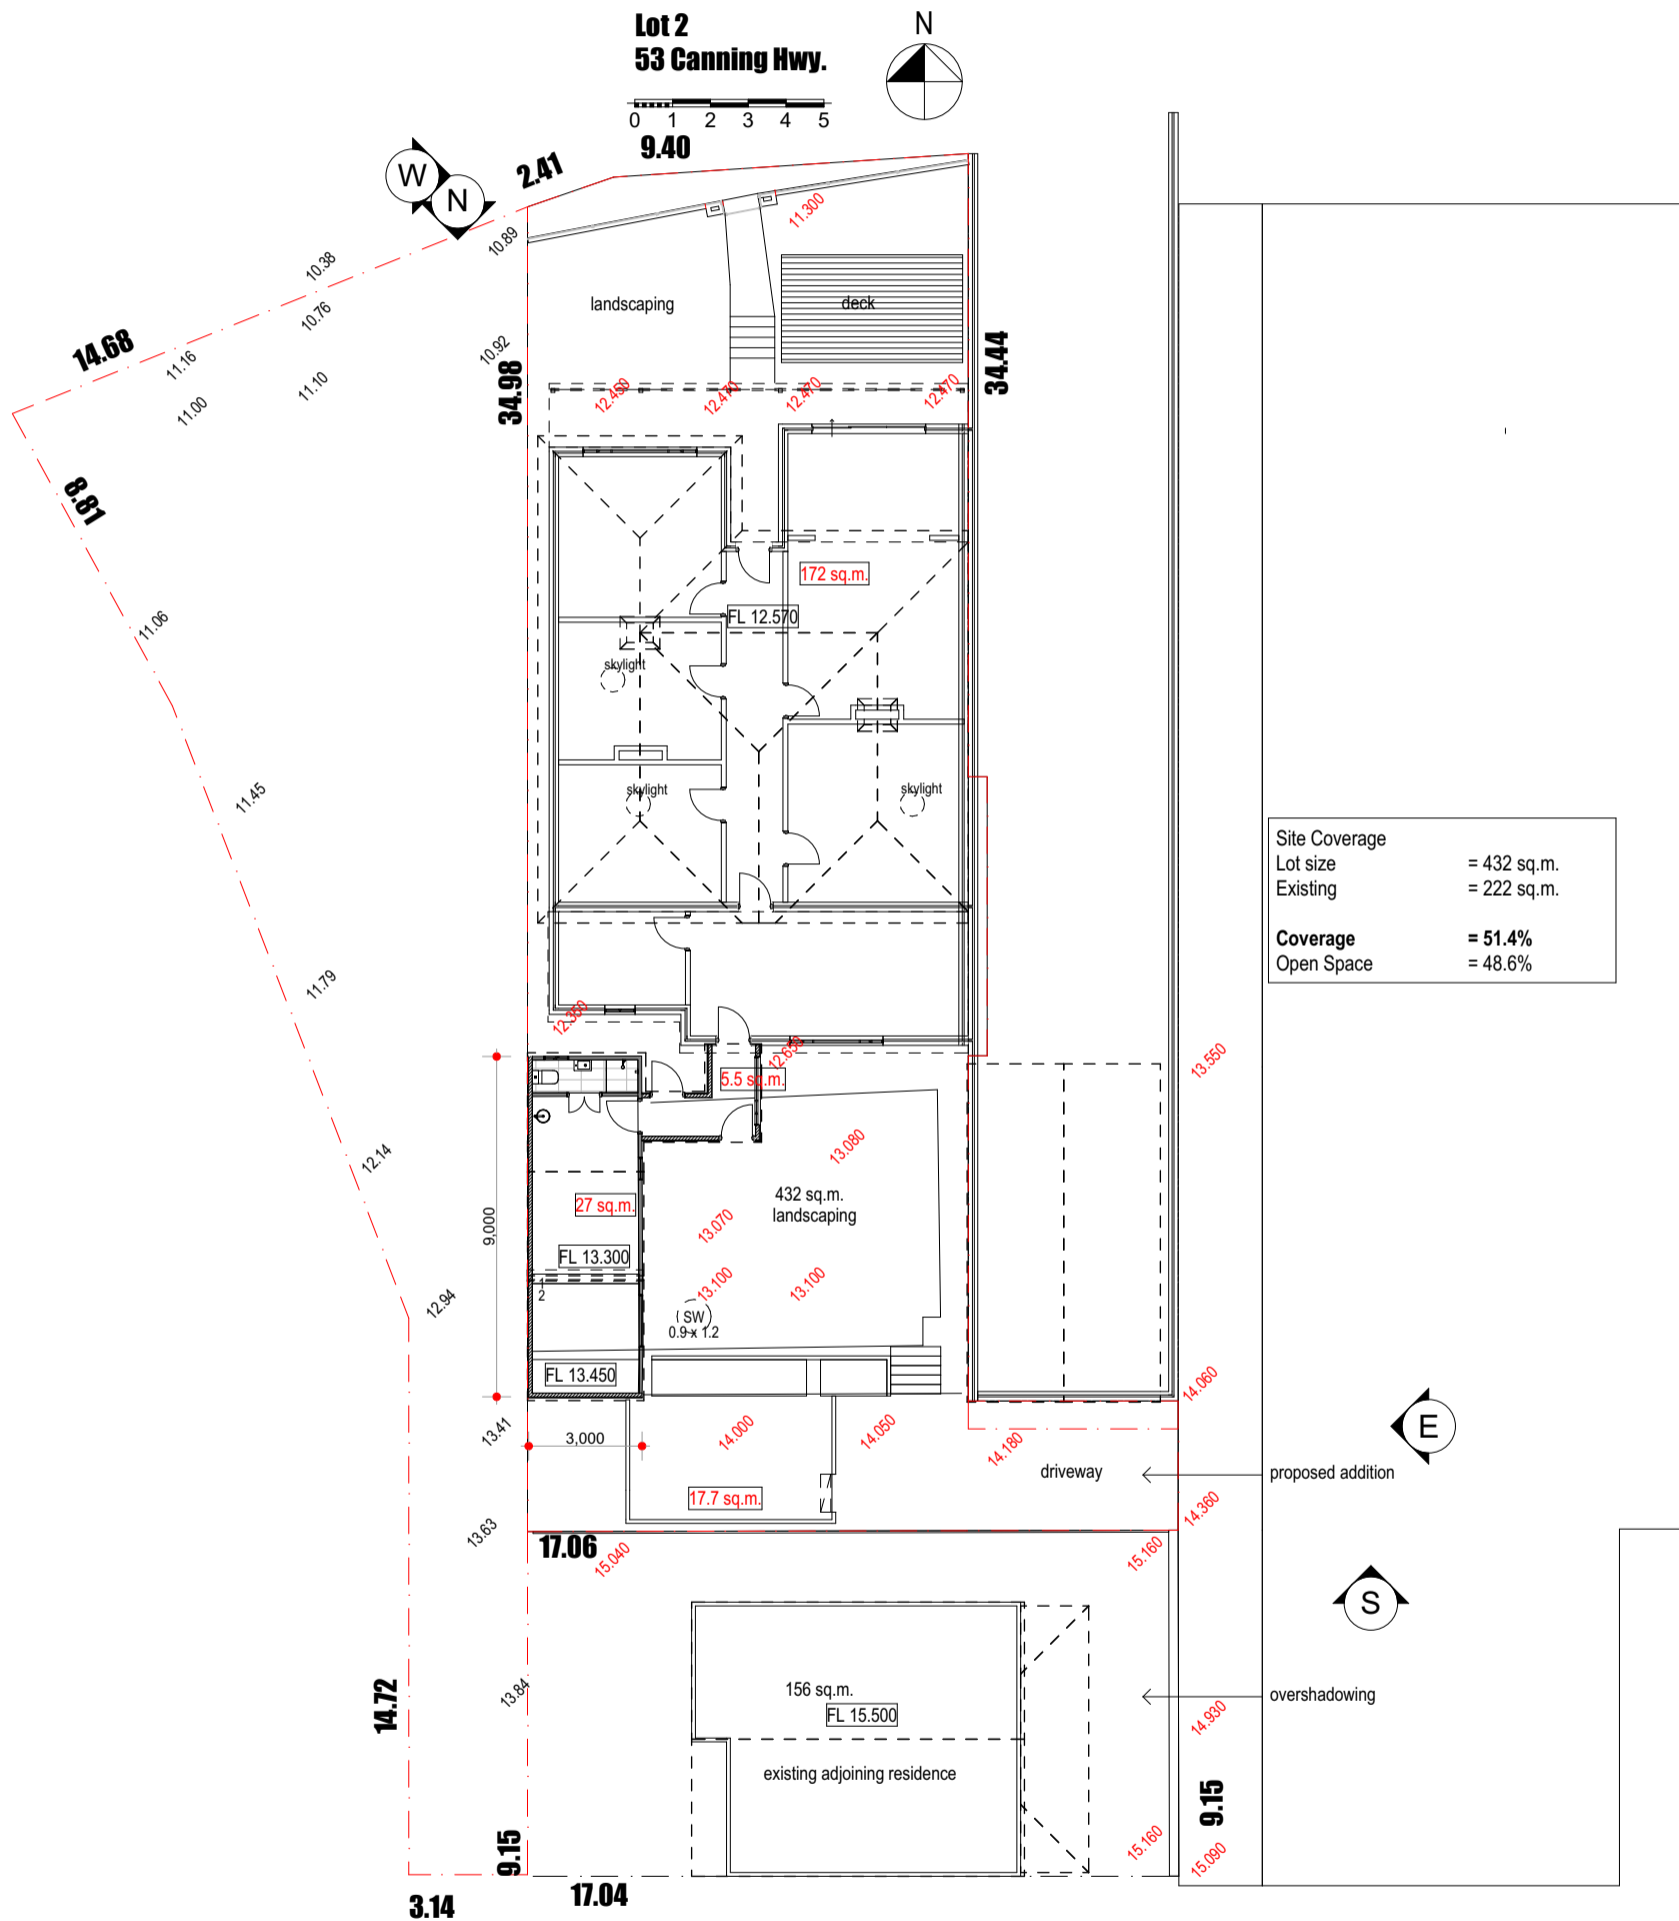 Lot 2
53 Canning Hwy.
N
0 1 2 3 4 5
9.40
2.41
W
N
10.89
11.300
10.38
10.76
landscaping
deck
14.68
11.16
10.92
34.98
34.44
11.10
11.00
12.450
12.470
12.470
12.470
8.81
172 sq.m.
FL 12.570
11.06
skylight
11.45
skylight
skylight
Site Coverage
Lot size = 432 sq.m.
Existing = 222 sq.m.
Coverage = 51.4%
Open Space = 48.6%
11.79
12.350
12.650
13.550
5.5 sq.m.
12.14
13.080
432 sq.m.
landscaping
27 sq.m.
9,000
13.070
FL 13.300
13.100
13.100
1
2
12.94
SW
0.9 x 1.2
FL 13.450
14.060
13.41
3,000
14.000
14.050
14.180
E
driveway
proposed addition
17.7 sq.m.
14.360
13.63
17.06
15.040
15.160
S
13.84
156 sq.m.
overshadowing
14.72
FL 15.500
14.930
existing adjoining residence
9.15
9.15
15.160
15.090
3.14
17.04